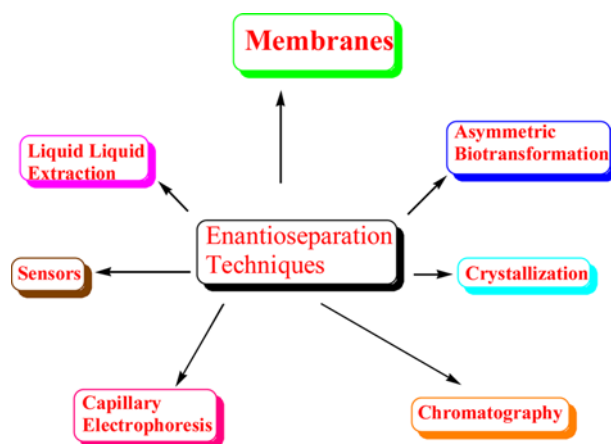 Membranes
Asymmetric
Biotransformation
Liquid Liquid
Extraction
Enantioseparation
Techniques
Sensors
Crystallization
Capillary
Electrophoresis
Chromatography